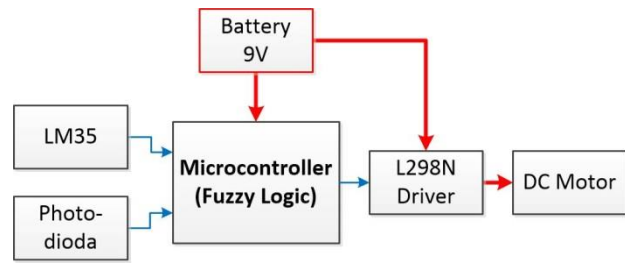 Battery
9V
LM35
Microcontroller
(Fuzzy Logic)
L298N
Driver
DC Motor
Photo-
dioda